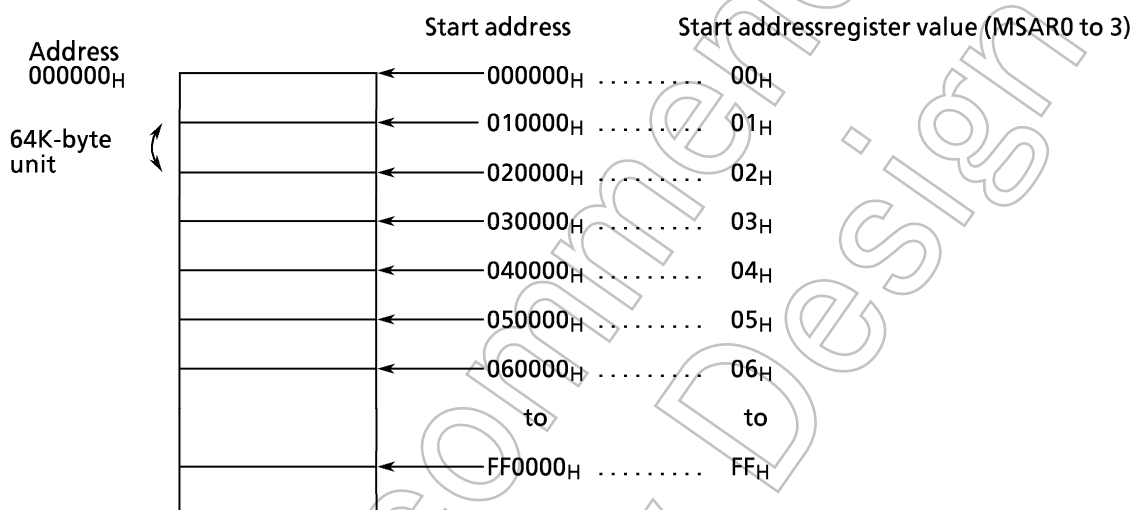 Start address Start addressregister value (MSAR0 to 3)
Address
000000H 000000H ......... 00H
010000H ......... 01H
64K-byte
unit
020000H ......... 02H
030000H ......... 03H
040000H ......... 04H
050000H ......... 05H
060000H ......... 06H
to to
FF0000H ......... FFH